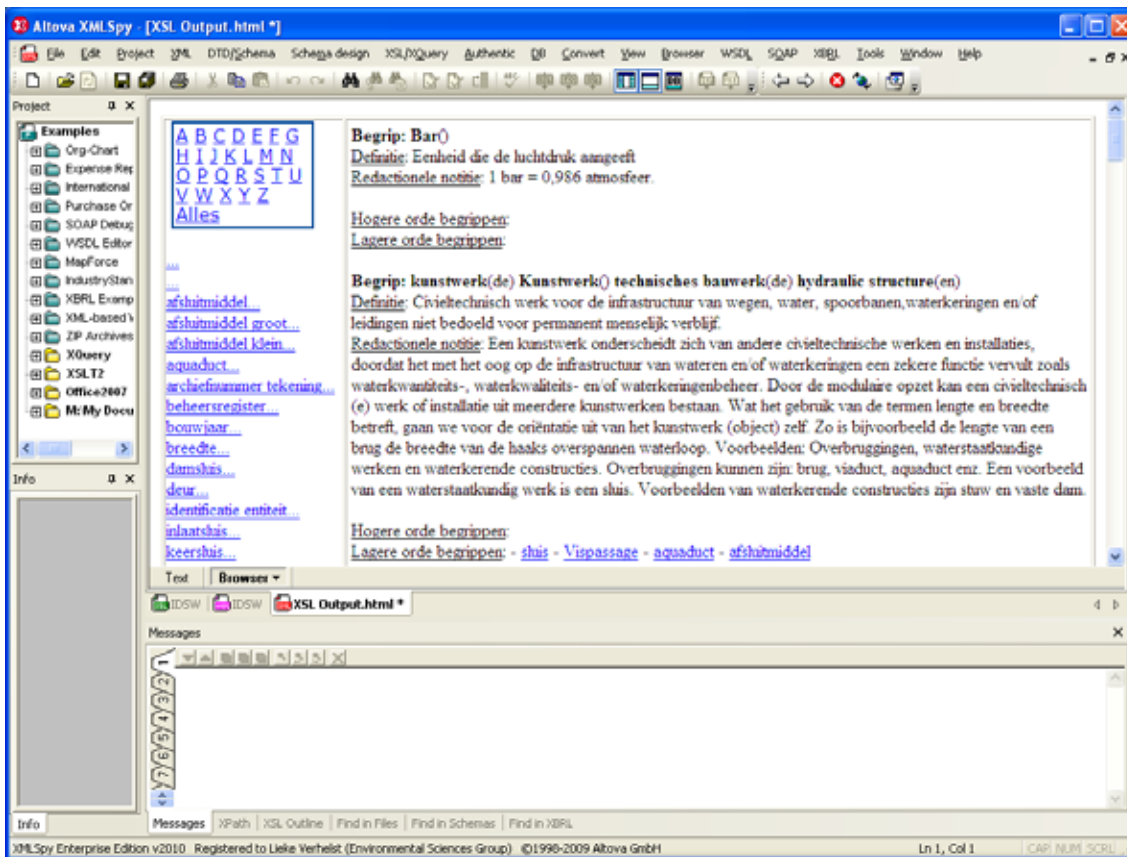 Altova XMLSpy - [XSL Output.html *]
File Edit Project XML DTD/Schema Schema design XSL/XQuery Authentic DB Convert View Browser WSDL SOAP XBRL Tools Window Help
Project
Examples
Org-Chart
Expense Rep
International
Purchase Or
SOAP Debug
WSDL Editor
MapForce
IndustryStan
XBRL Examp
XML-based
ZIP Archives
XQuery
XSLT2
Office2007
M: My Docu
Info
Info
A B C D E F G
H I J K L M N
O P Q R S T U
V W X Y Z
Alles
...
...
afsluitmiddel...
afsluitmiddel groot...
afsluitmiddel klein...
aquaduct...
archiefnummer tekening...
beheersregister...
bouwjaar...
breedte...
damsluis...
deur...
identificatie entiteit...
inlaatsluis...
keersluis...
Begrip: Bar()
Definitie: Eenheid die de luchtdruk aangeeft
Redactionele notitie: 1 bar = 0,986 atmosfeer.
Hogere orde begrippen:
Lagere orde begrippen:
Begrip: kunstwerk(de) Kunstwerk() technisches bauwerk(de) hydraulic structure(en)
Definitie: Civieltechnisch werk voor de infrastructuur van wegen, water, spoorbanen,waterkeringen en/of
leidingen niet bedoeld voor permanent menselijk verblijf.
Redactionele notitie: Een kunstwerk onderscheidt zich van andere civieltechnische werken en installaties,
doordat het met het oog op de infrastructuur van wateren en/of waterkeringen een zekere functie vervult zoals
waterkwantiteits-, waterkwaliteits- en/of waterkeringenbeheer. Door de modulaire opzet kan een civieltechnisch
(e) werk of installatie uit meerdere kunstwerken bestaan. Wat het gebruik van de termen lengte en breedte
betreft, gaan we voor de oriëntatie uit van het kunstwerk (object) zelf. Zo is bijvoorbeeld de lengte van een
brug de breedte van de haaks overspannen waterloop. Voorbeelden: Overbruggingen, waterstaatkundige
werken en waterkerende constructies. Overbruggingen kunnen zijn: brug, viaduct, aquaduct enz. Een voorbeeld
van een waterstaatkundig werk is een sluis. Voorbeelden van waterkerende constructies zijn stuw en vaste dam.
Hogere orde begrippen:
Lagere orde begrippen: - sluis - Vispassage - aquaduct - afsluitmiddel
Text Browser
IDSW IDSW XSL Output.html *
Messages
1
2
3
4
5
6
7
Messages XPath XSL Outline Find in Files Find in Schemas Find in XBRL
XMLSpy Enterprise Edition v2010 Registered to Lieke Verhelst (Environmental Sciences Group) ©1998-2009 Altova GmbH Ln 1, Col 1 CAP NUM SCRL